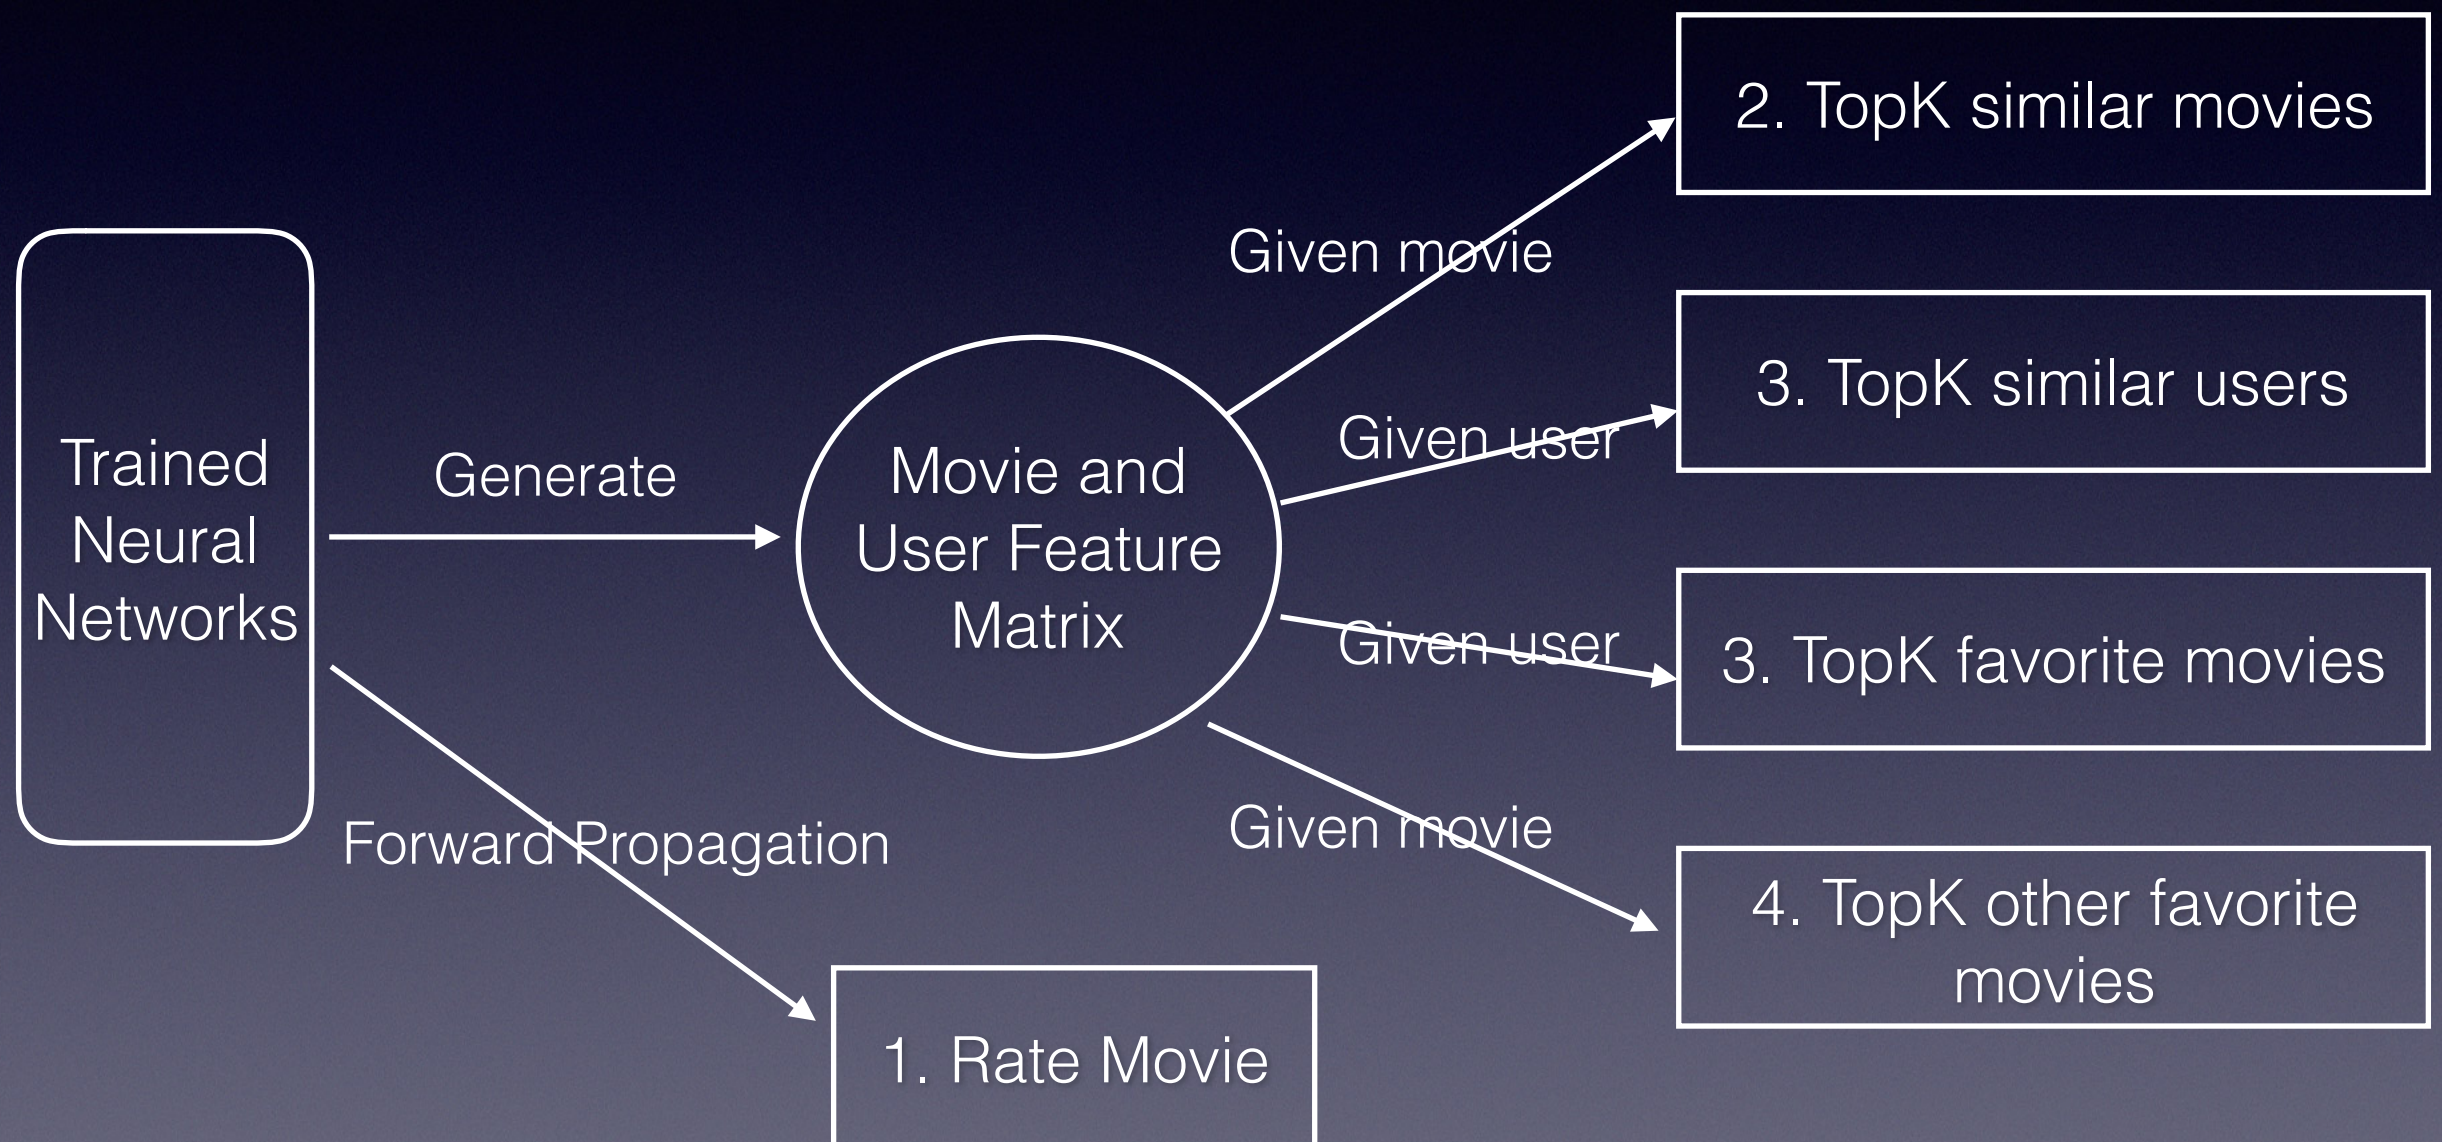 2. TopK similar movies
Given movie
3. TopK similar users
Given user
Trained
Neural
Networks
Generate
Movie and
User Feature
Matrix
Given user
3. TopK favorite movies
Forward Propagation
Given movie
4. TopK other favorite
movies
1. Rate Movie